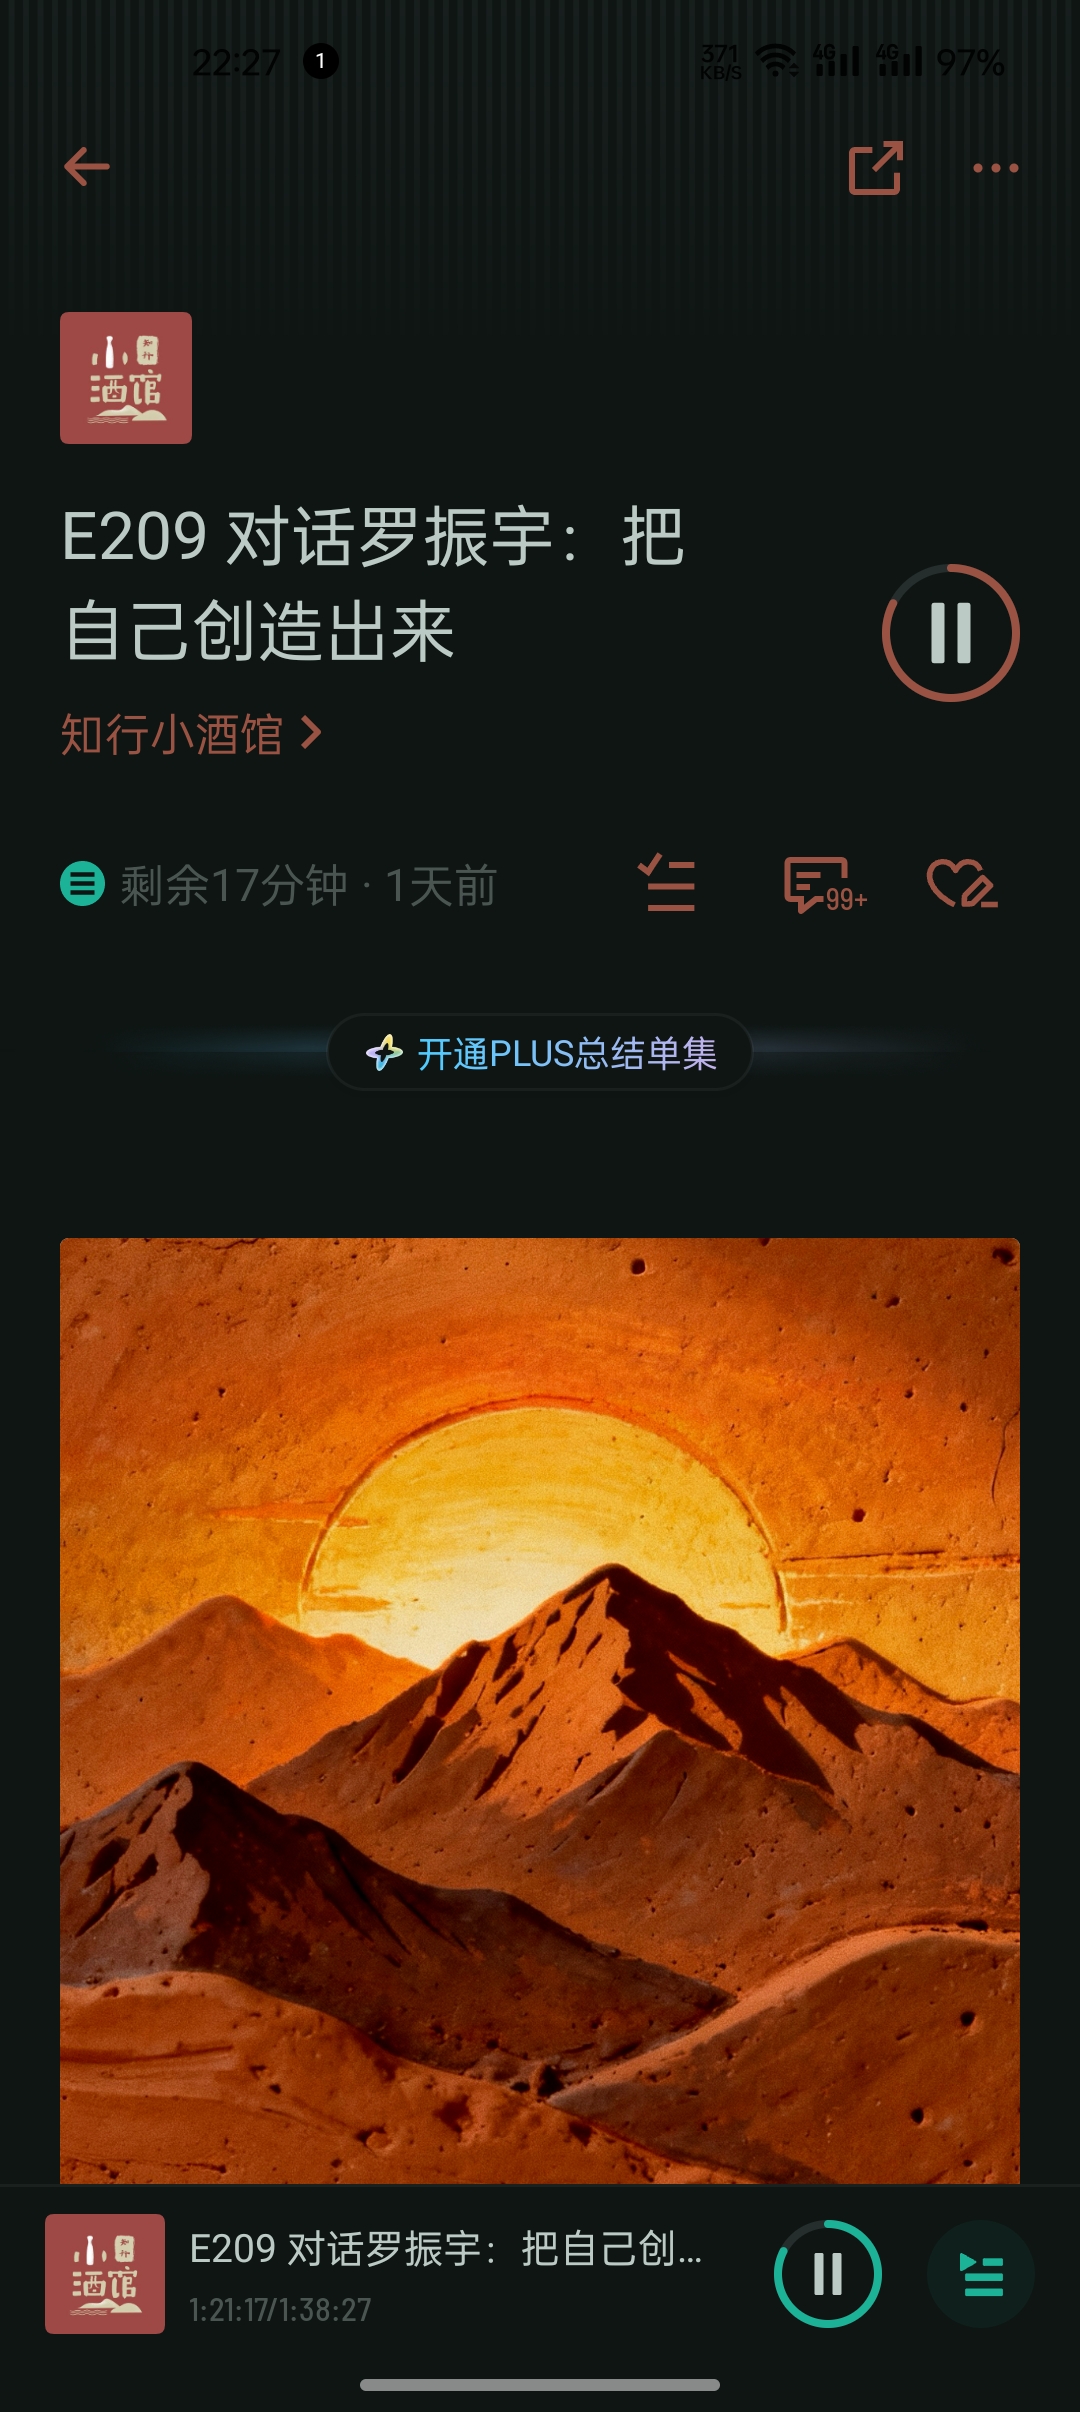 22:27
1
371
KB/S
4G
4G
97%
小
知行
酒馆
E209 对话罗振宇：把
自己创造出来
知行小酒馆
剩余17分钟 · 1天前
99+
开通PLUS总结单集
小
知行
酒馆
E209 对话罗振宇：把自己创...
1:21:17/1:38:27